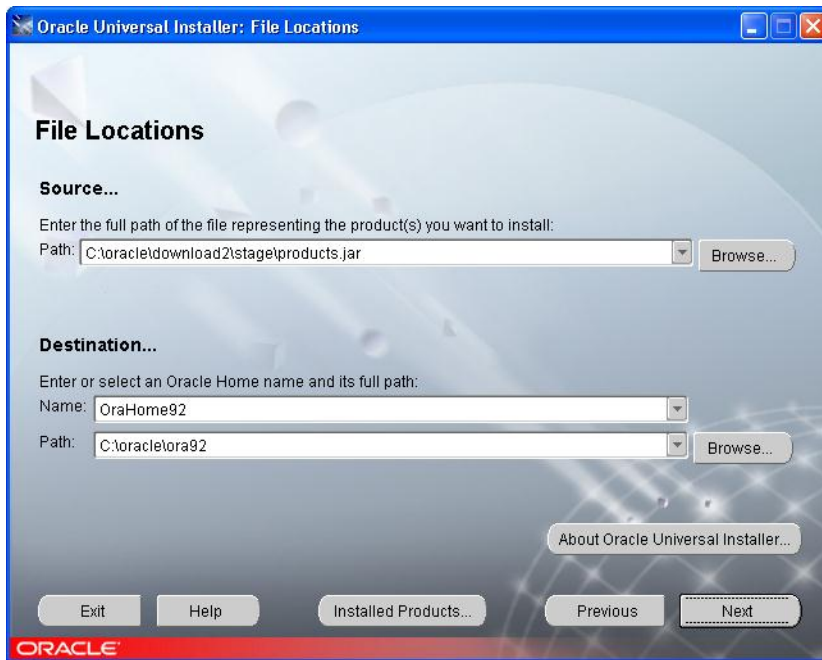 Oracle Universal Installer: File Locations
File Locations
Source...
Enter the full path of the file representing the product(s) you want to install:
Path: C:\oracle\download2\stage\products.jar Browse...
Destination...
Enter or select an Oracle Home name and its full path:
Name: OraHome92
Path: C:\oracle\ora92 Browse...
About Oracle Universal Installer...
Exit Help Installed Products... Previous Next
ORACLE